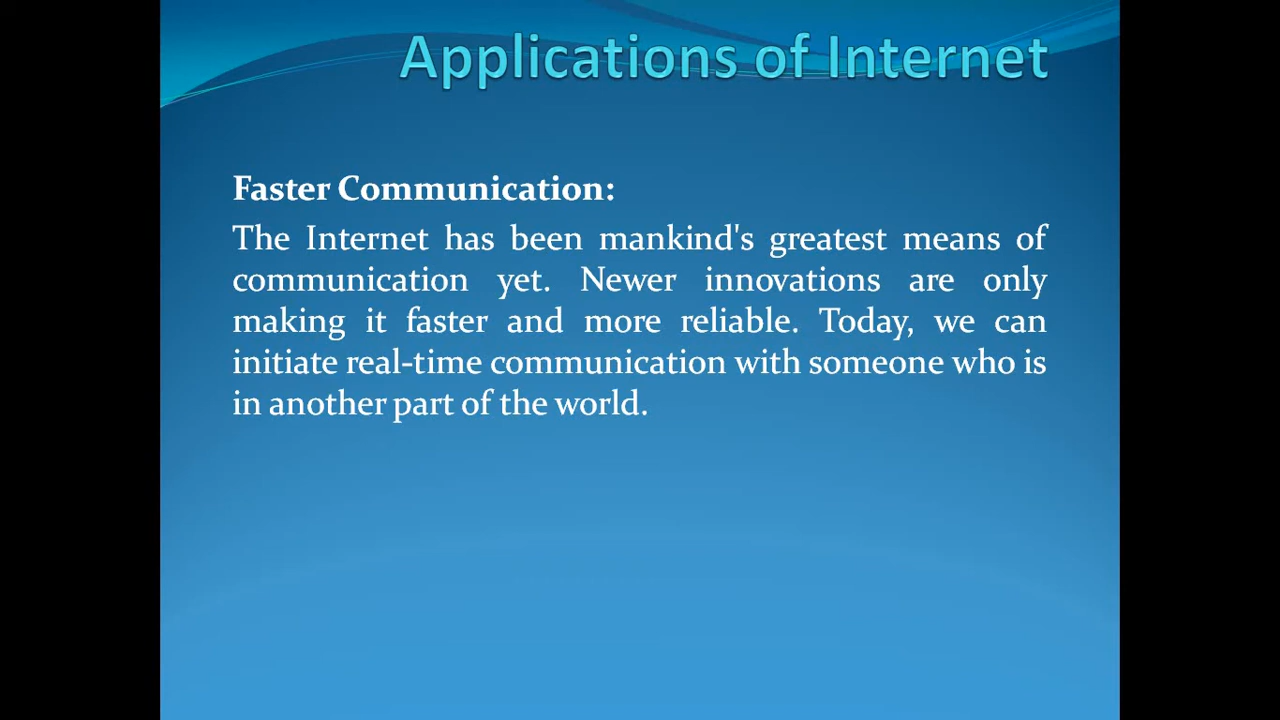 Applications of Internet
Faster Communication:
The Internet has been mankind's greatest means of
communication yet. Newer innovations are only
making it faster and more reliable. Today, we can
initiate real-time communication with someone who is
in another part of the world.